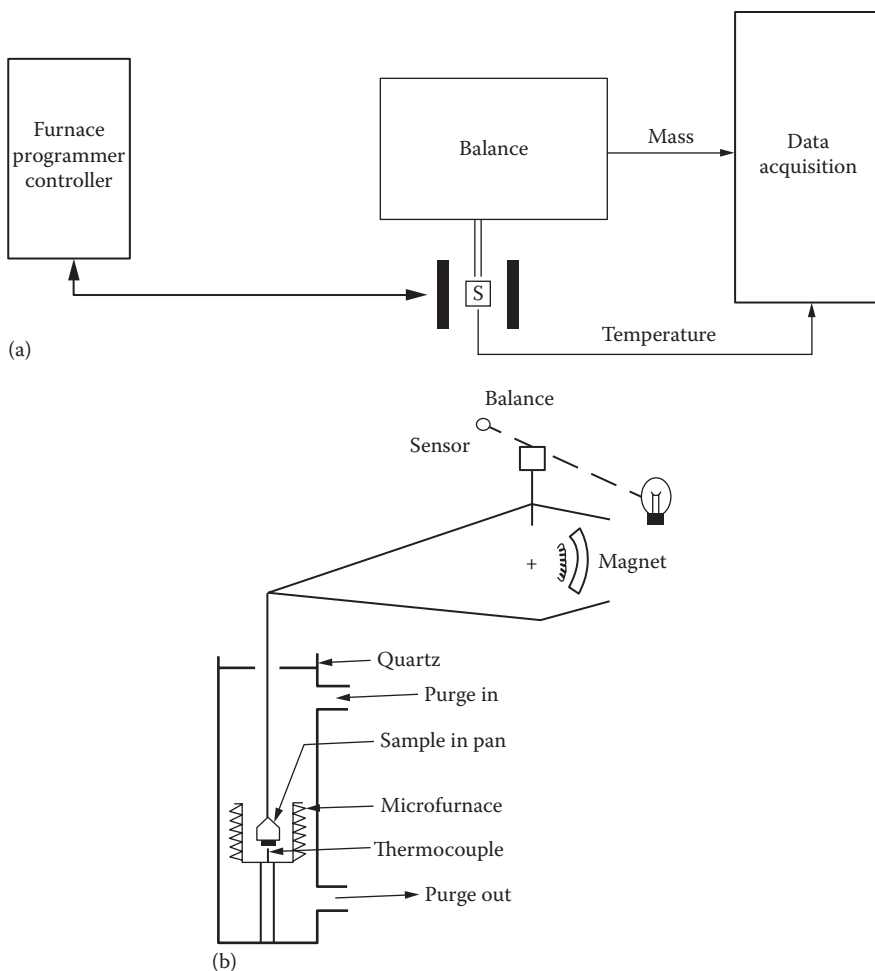 Furnace
programmer
controller
Balance
Mass
Data
acquisition
S
Temperature
(a)
Balance
Sensor
+
Magnet
Quartz
Purge in
Sample in pan
Microfurnace
Thermocouple
Purge out
(b)